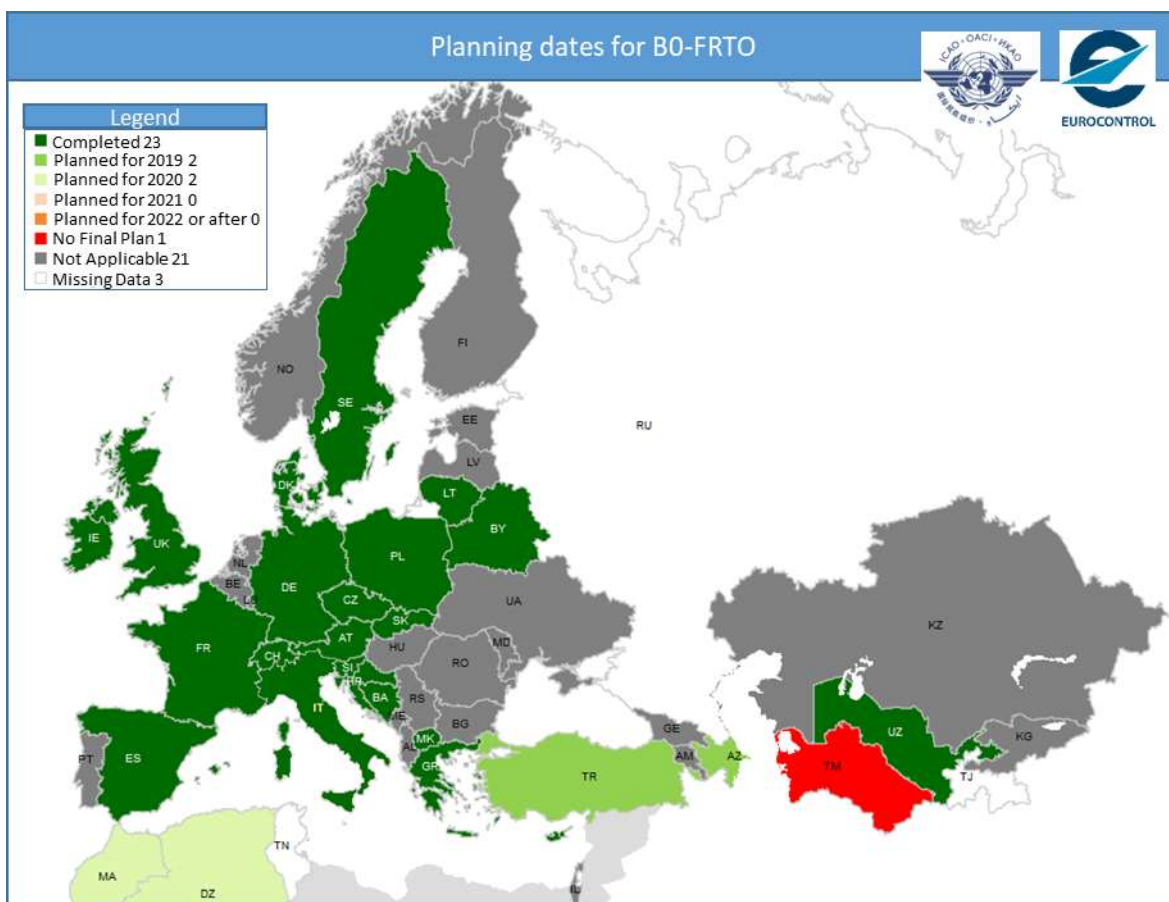 Planning dates for B0-FRTO
ICAO · OACI · ИКАО
EUROCONTROL
Legend
Completed 23
Planned for 2019 2
Planned for 2020 2
Planned for 2021 0
Planned for 2022 or after 0
No Final Plan 1
Not Applicable 21
Missing Data 3
NO
FI
SE
EE
RU
LV
DK
LT
BY
IE
UK
NL
PL
BE
DE
CZ
UA
SK
KZ
FR
AT
MD
CH
HU
RO
SI
HR
BA
RS
IT
ME
BG
GE
UZ
KG
PT
ES
MK
AL
AM
AZ
GR
TR
TM
TJ
TN
MA
DZ
IL